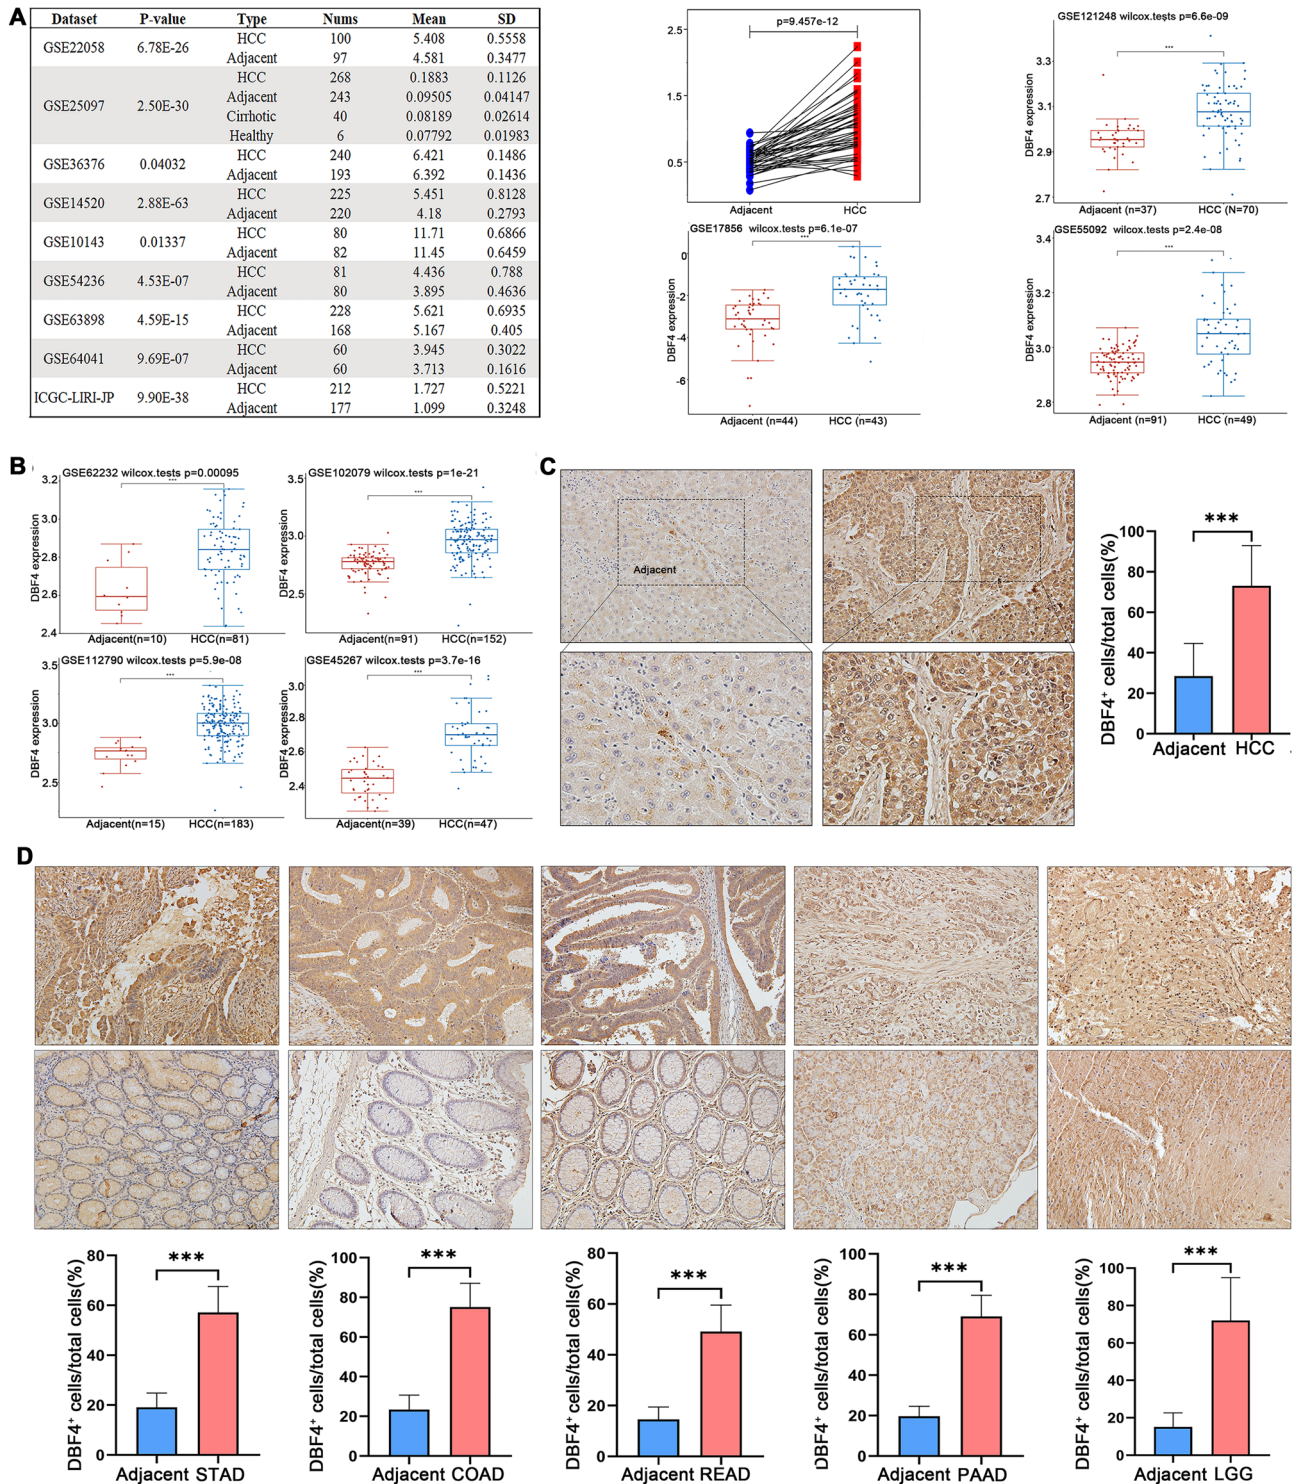 A
Dataset P-value Type Nums Mean SD
GSE22058 6.78E-26 HCC 100 5.408 0.5558
Adjacent 97 4.581 0.3477
GSE25097 2.50E-30 HCC 268 0.1883 0.1126
Adjacent 243 0.09505 0.04147
Cirrhotic 40 0.08189 0.02614
Healthy 6 0.07792 0.01983
GSE36376 0.04032 HCC 240 6.421 0.1486
Adjacent 193 6.392 0.1436
GSE14520 2.88E-63 HCC 225 5.451 0.8128
Adjacent 220 4.18 0.2793
GSE10143 0.01337 HCC 80 11.71 0.6866
Adjacent 82 11.45 0.6459
GSE54236 4.53E-07 HCC 81 4.436 0.788
Adjacent 80 3.895 0.4636
GSE63898 4.59E-15 HCC 228 5.621 0.6935
Adjacent 168 5.167 0.405
GSE64041 9.69E-07 HCC 60 3.945 0.3022
Adjacent 60 3.713 0.1616
ICGC-LIRI-JP 9.90E-38 HCC 212 1.727 0.5221
Adjacent 177 1.099 0.3248
p=9.457e-12
2.5
1.5
0.5
Adjacent HCC
GSE121248 wilcox.tests p=6.6e-09
***
DBF4 expression
3.3
3.1
2.9
2.7
Adjacent (n=37) HCC (N=70)
GSE17856 wilcox.tests p=6.1e-07
***
DBF4 expression
0
-2
-4
-6
Adjacent (n=44) HCC (n=43)
GSE55092 wilcox.tests p=2.4e-08
***
DBF4 expression
3.4
3.2
3.0
2.8
Adjacent (n=91) HCC (n=49)
B
GSE62232 wilcox.tests p=0.00095
***
DBF4 expression
3.2
3.0
2.8
2.6
2.4
Adjacent(n=10) HCC(n=81)
GSE102079 wilcox.tests p=1e-21
***
DBF4 expression
3.5
3.0
2.5
Adjacent(n=91) HCC(n=152)
GSE112790 wilcox.tests p=5.9e-08
***
DBF4 expression
3.5
3.0
2.5
Adjacent(n=15) HCC(n=183)
GSE45267 wilcox.tests p=3.7e-16
***
DBF4 expression
3.0
2.8
2.6
2.4
Adjacent(n=39) HCC(n=47)
C
Adjacent
***
DBF4⁺ cells/total cells(%)
100
80
60
40
20
0
Adjacent HCC
D
***
DBF4⁺ cells/total cells(%)
80
60
40
20
0
Adjacent STAD
***
DBF4⁺ cells/total cells(%)
100
80
60
40
20
0
Adjacent COAD
***
DBF4⁺ cells/total cells(%)
80
60
40
20
0
Adjacent READ
***
DBF4⁺ cells/total cells(%)
100
80
60
40
20
0
Adjacent PAAD
***
DBF4⁺ cells/total cells(%)
100
80
60
40
20
0
Adjacent LGG